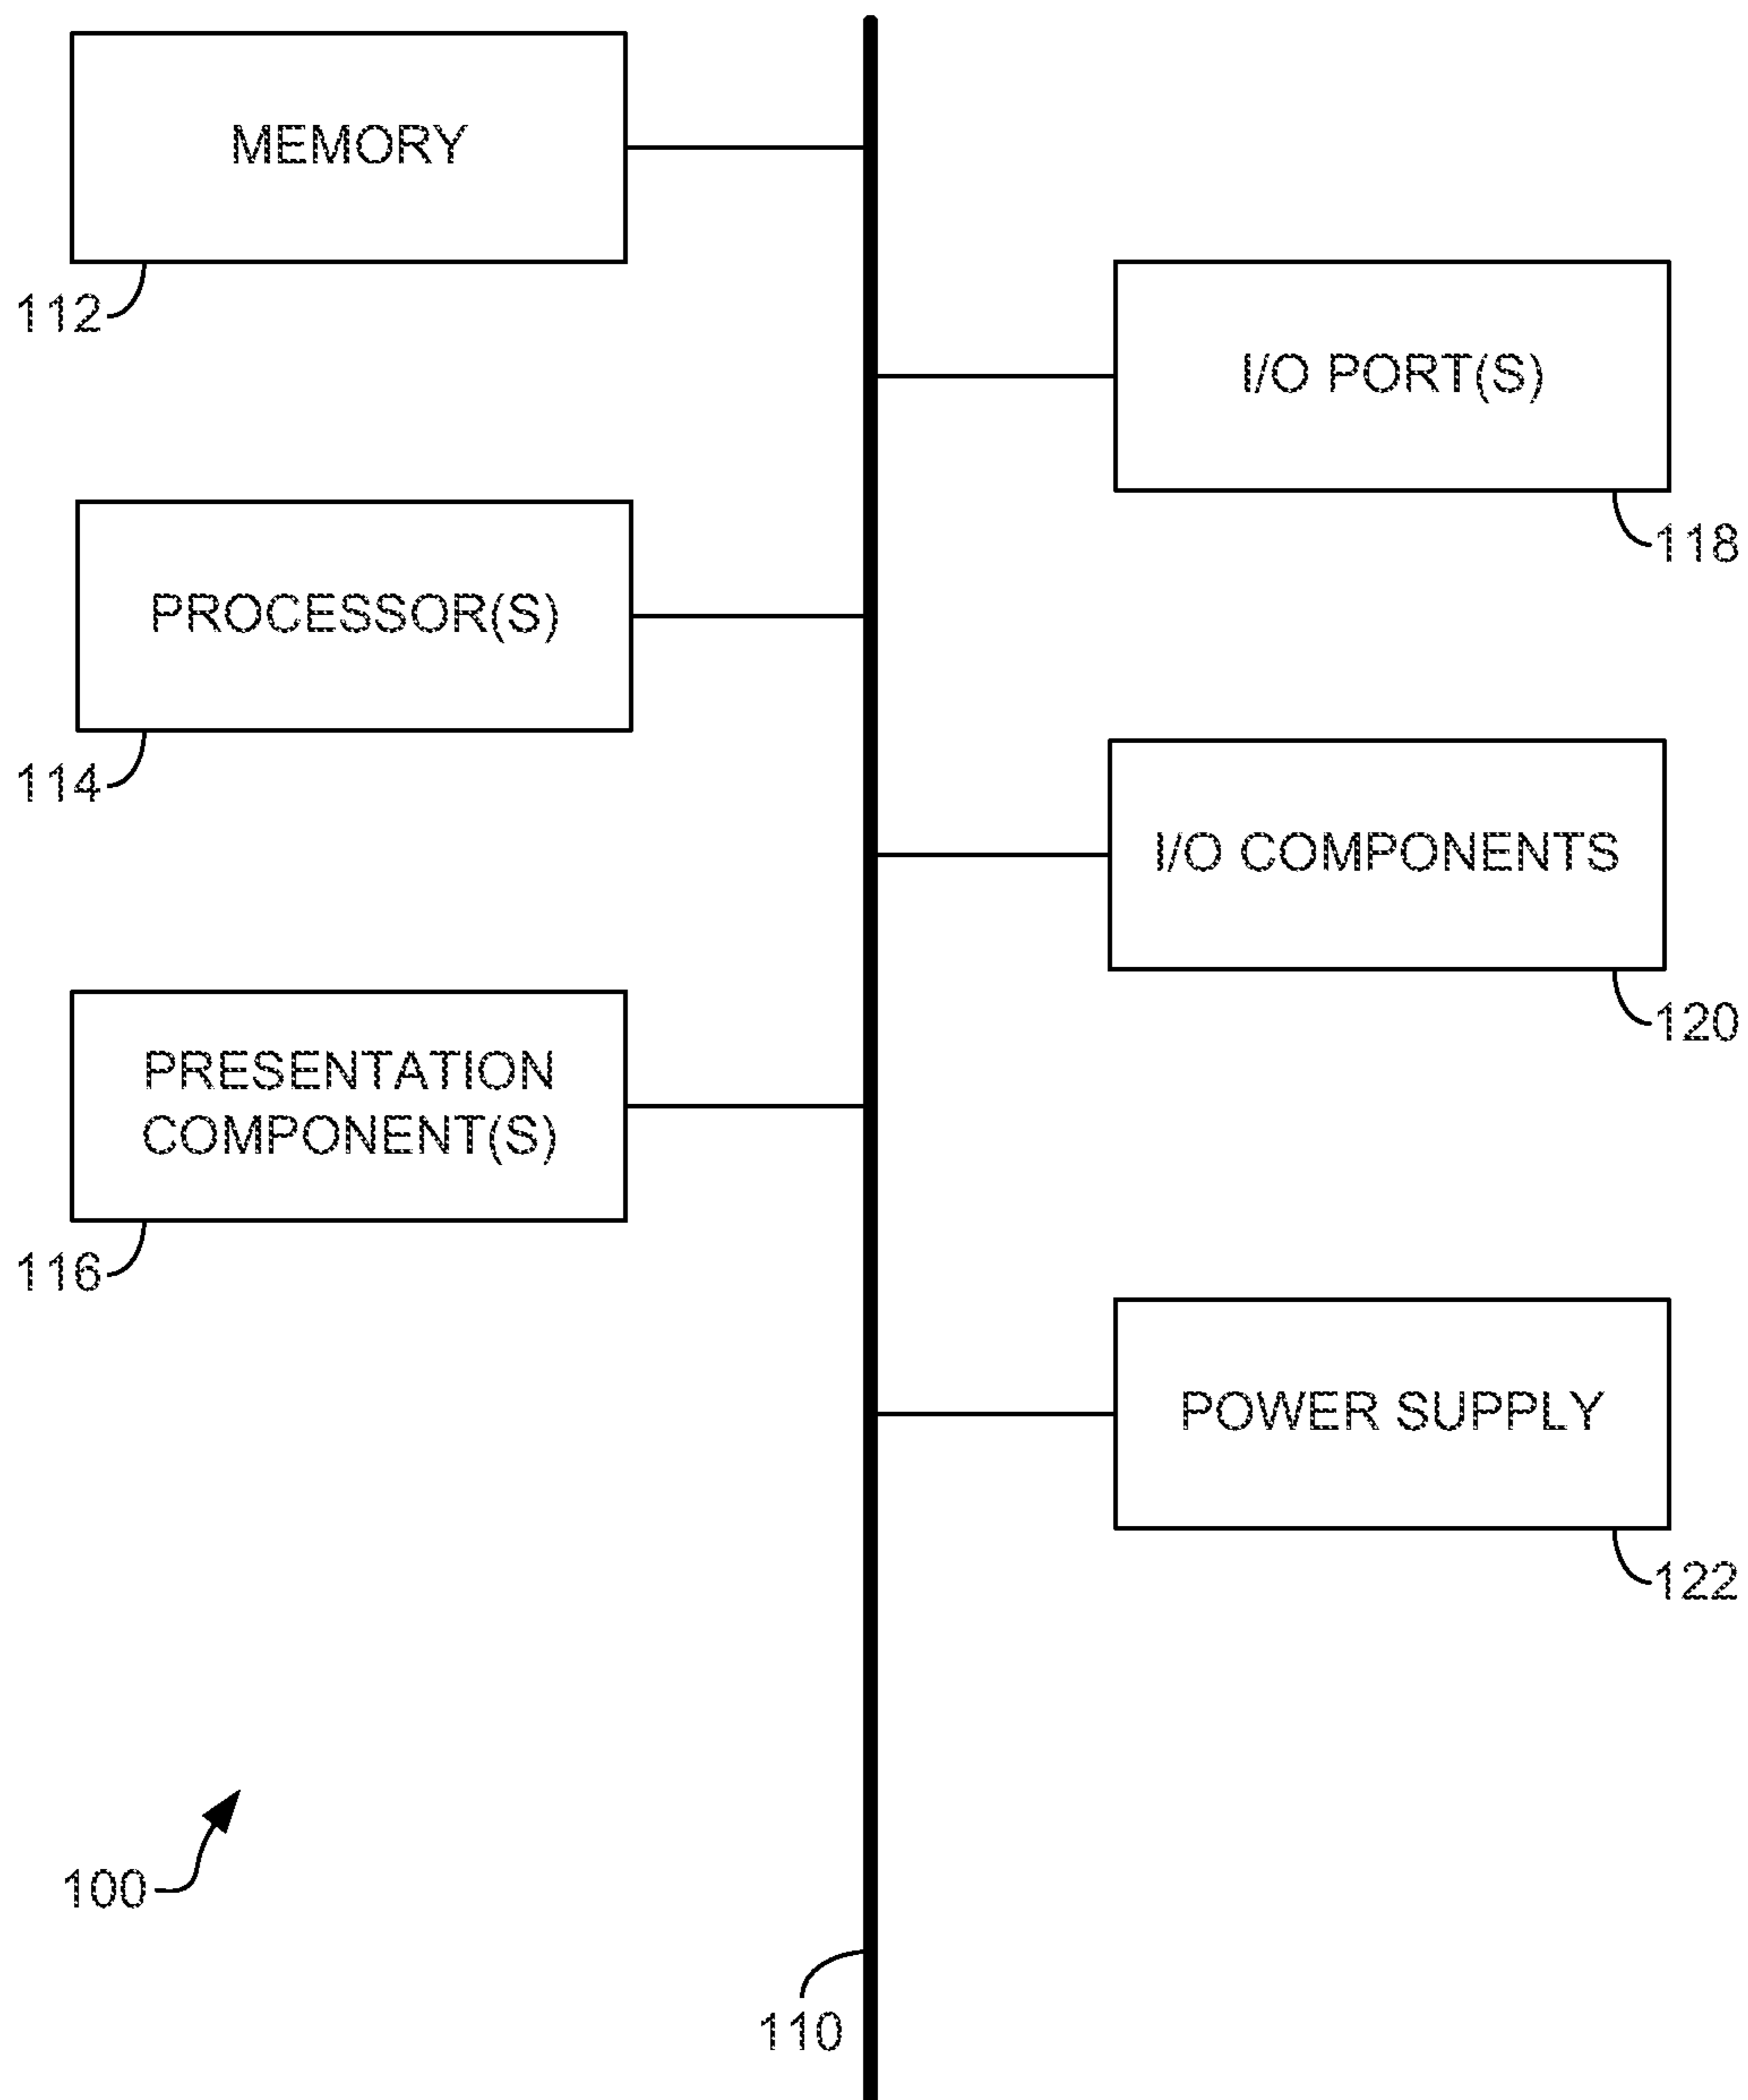 MEMORY
112
I/O PORT(S)
118
PROCESSOR(S)
114
I/O COMPONENTS
120
PRESENTATION
COMPONENT(S)
116
POWER SUPPLY
122
100
110